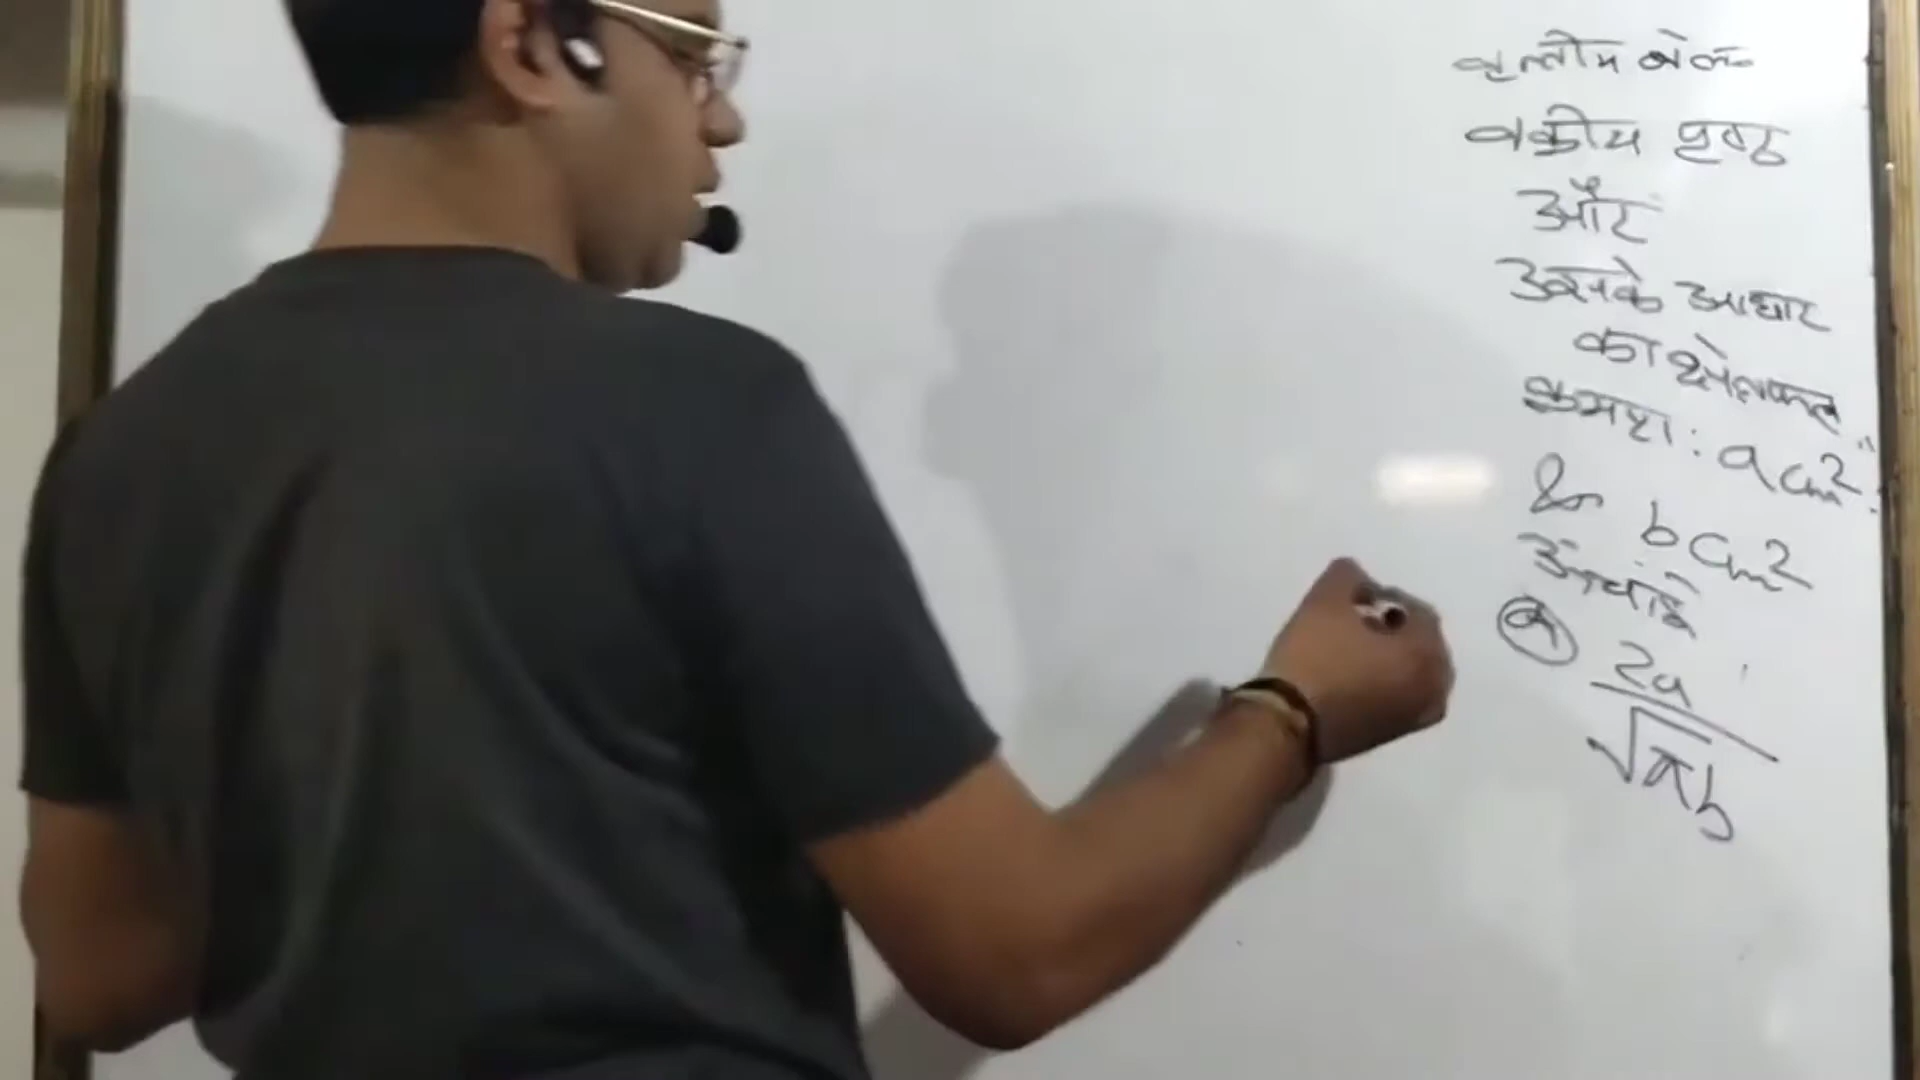 वृत्तीय बेलन
वक्रीय पृष्ठ
और
उसके आधार
का क्षेत्रफल
क्रमशः: a cm².
b cm²
ऊंचाई
(a) 2a
√πb